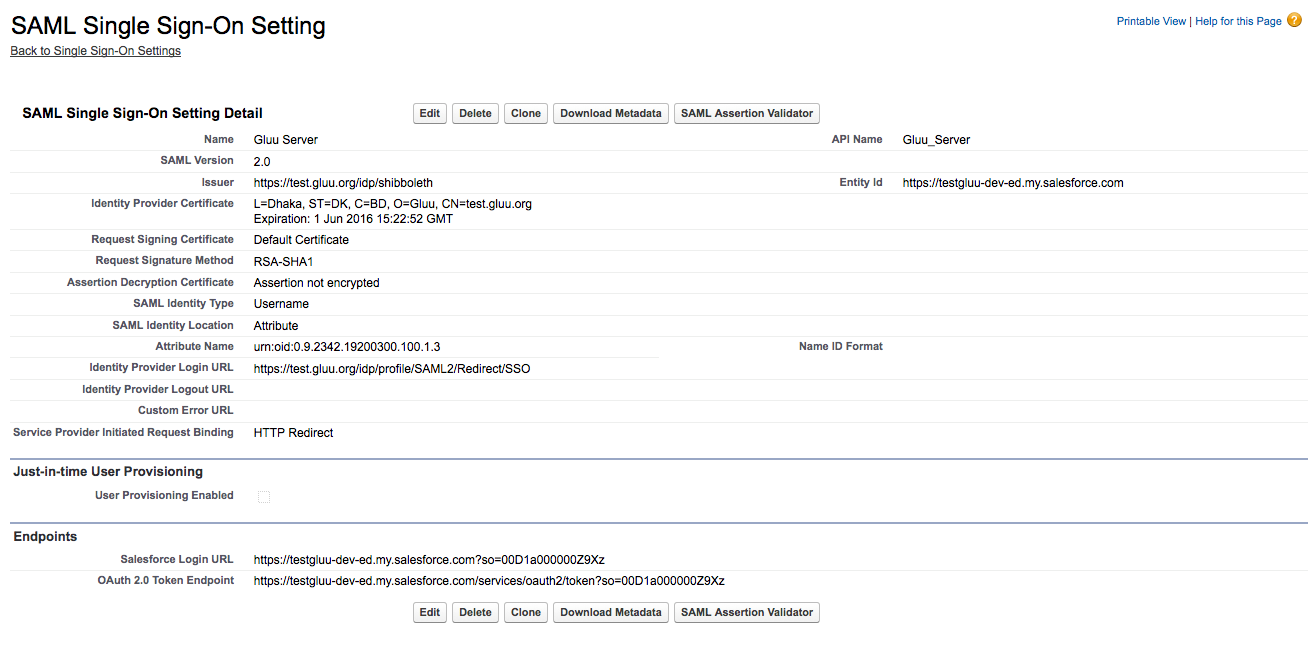 SAML Single Sign-On Setting
Printable View | Help for this Page ?
Back to Single Sign-On Settings
SAML Single Sign-On Setting Detail Edit Delete Clone Download Metadata SAML Assertion Validator
Name Gluu Server API Name Gluu_Server
SAML Version 2.0
Issuer https://test.gluu.org/idp/shibboleth Entity Id https://testgluu-dev-ed.my.salesforce.com
Identity Provider Certificate L=Dhaka, ST=DK, C=BD, O=Gluu, CN=test.gluu.org
Expiration: 1 Jun 2016 15:22:52 GMT
Request Signing Certificate Default Certificate
Request Signature Method RSA-SHA1
Assertion Decryption Certificate Assertion not encrypted
SAML Identity Type Username
SAML Identity Location Attribute
Attribute Name urn:oid:0.9.2342.19200300.100.1.3 Name ID Format
Identity Provider Login URL https://test.gluu.org/idp/profile/SAML2/Redirect/SSO
Identity Provider Logout URL
Custom Error URL
Service Provider Initiated Request Binding HTTP Redirect
Just-in-time User Provisioning
User Provisioning Enabled
Endpoints
Salesforce Login URL https://testgluu-dev-ed.my.salesforce.com?so=00D1a000000Z9Xz
OAuth 2.0 Token Endpoint https://testgluu-dev-ed.my.salesforce.com/services/oauth2/token?so=00D1a000000Z9Xz
Edit Delete Clone Download Metadata SAML Assertion Validator